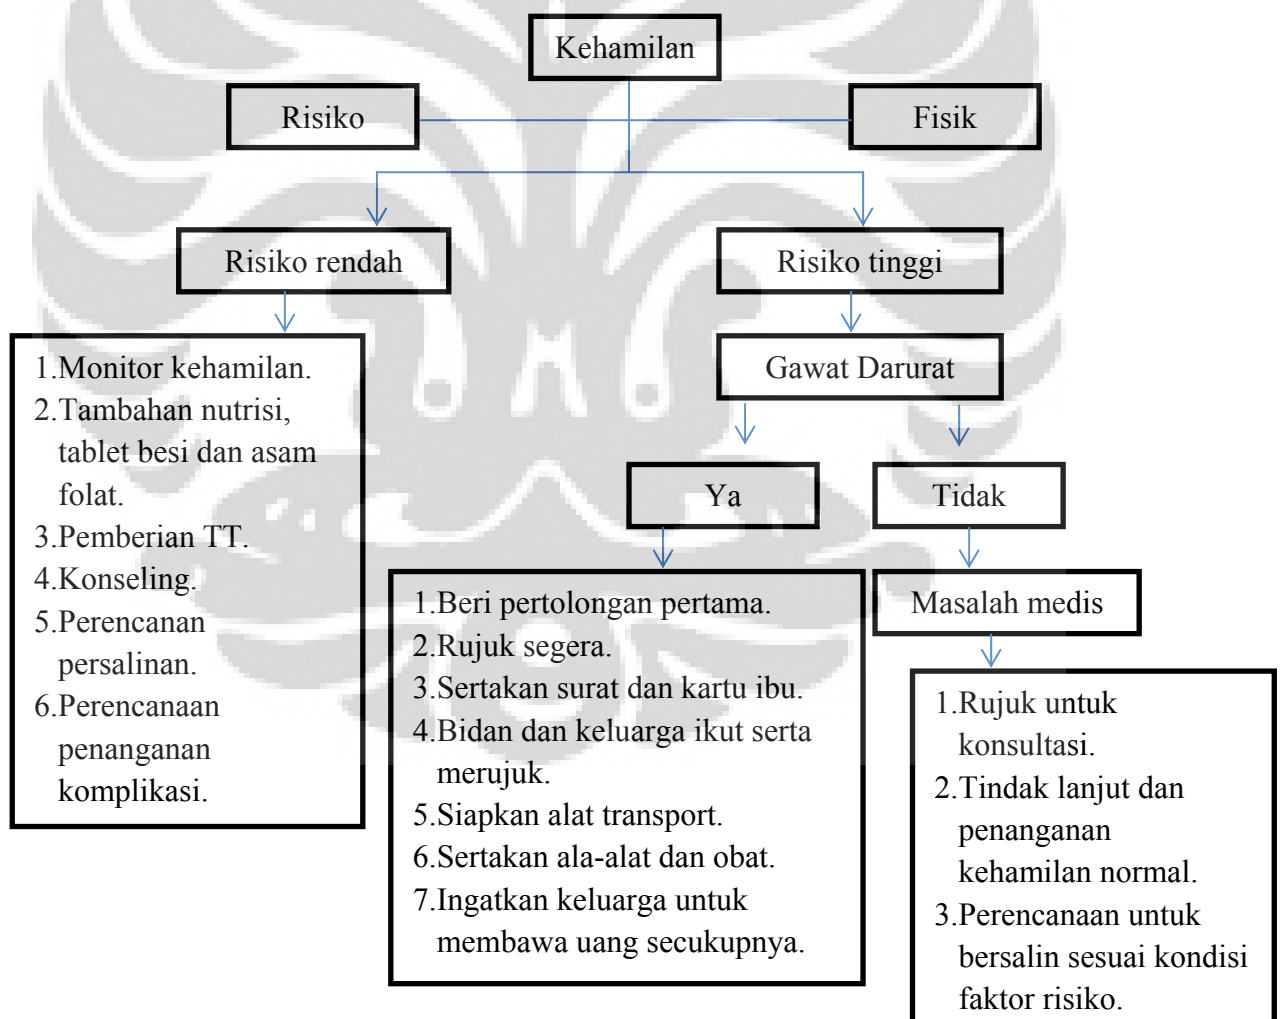 Kehamilan
Risiko
Fisik
Risiko rendah
Risiko tinggi
1.Monitor kehamilan.
2.Tambahan nutrisi,
tablet besi dan asam
folat.
3.Pemberian TT.
4.Konseling.
5.Perencanan
persalinan.
6.Perencanaan
penanganan
komplikasi.
Gawat Darurat
Ya
Tidak
1.Beri pertolongan pertama.
2.Rujuk segera.
3.Sertakan surat dan kartu ibu.
4.Bidan dan keluarga ikut serta
merujuk.
5.Siapkan alat transport.
6.Sertakan ala-alat dan obat.
7.Ingatkan keluarga untuk
membawa uang secukupnya.
Masalah medis
1.Rujuk untuk
konsultasi.
2.Tindak lanjut dan
penanganan
kehamilan normal.
3.Perencanaan untuk
bersalin sesuai kondisi
faktor risiko.